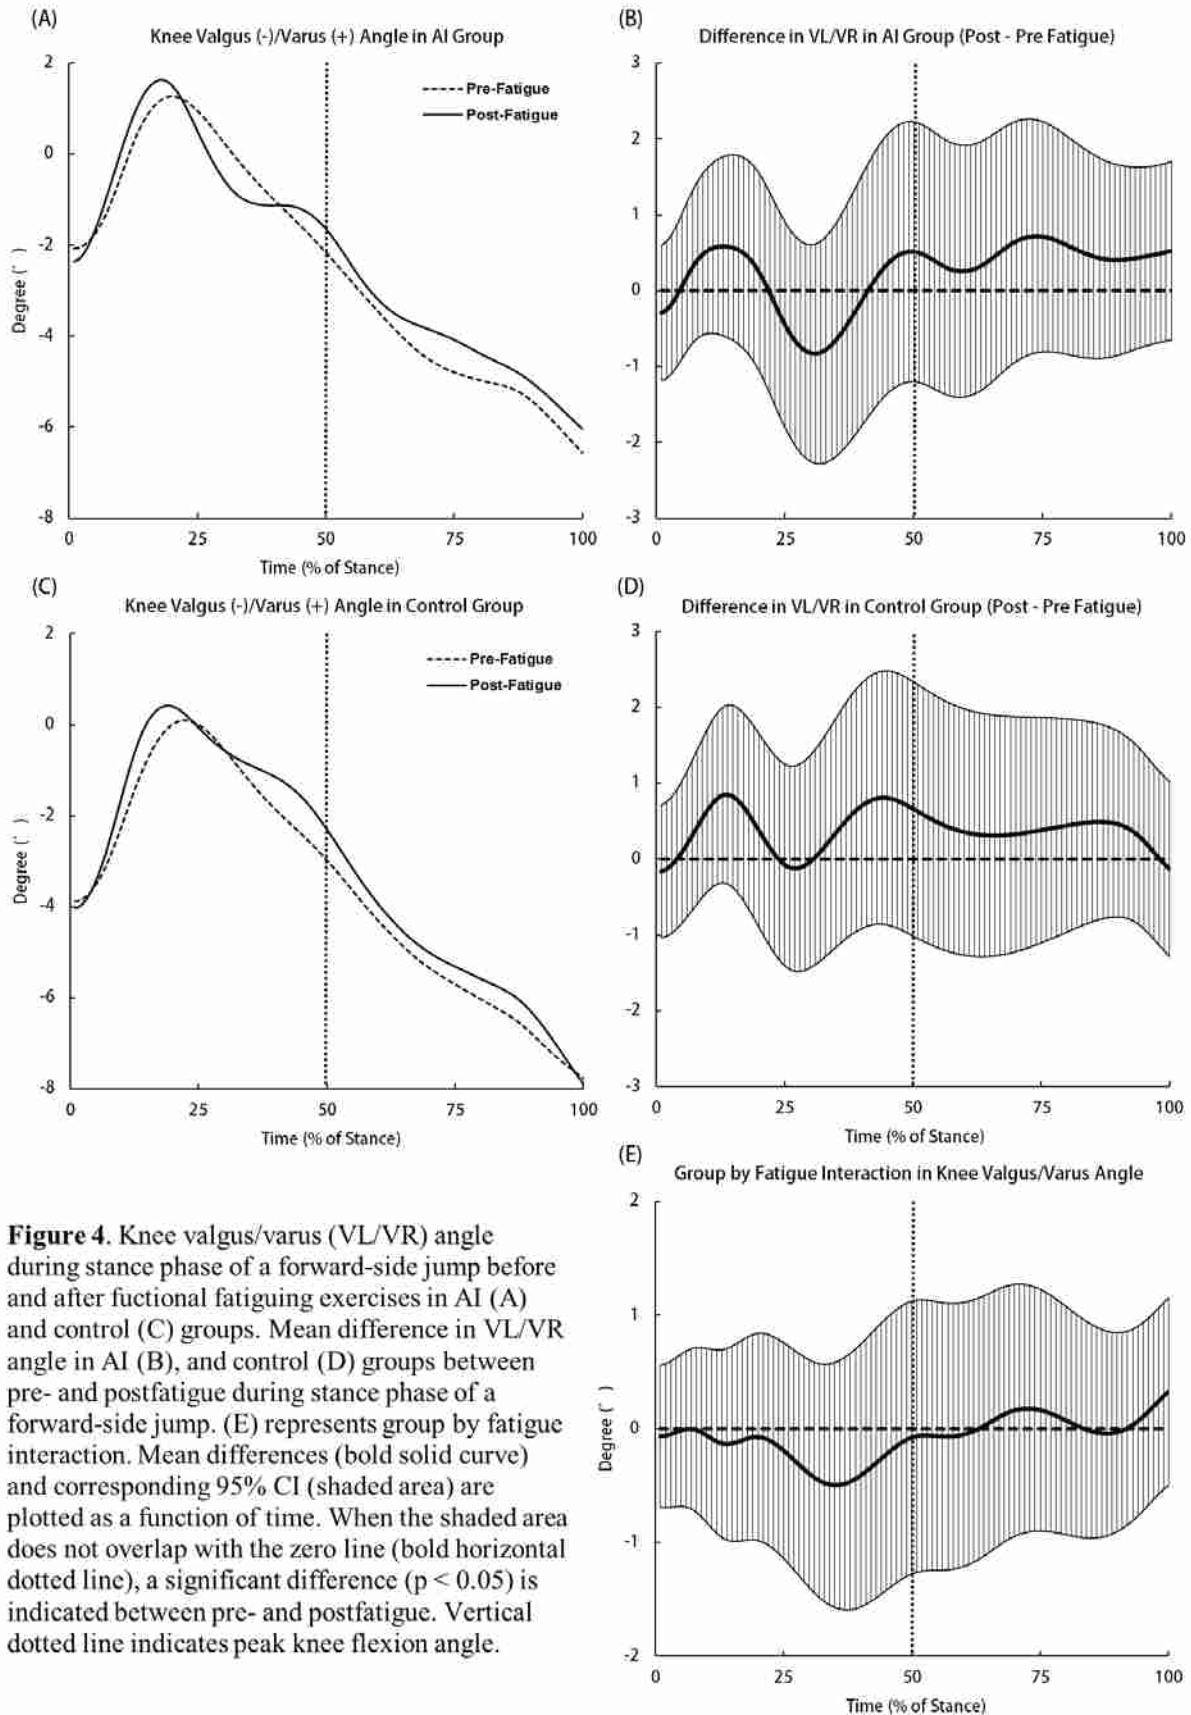 (A)
Knee Valgus (-)/Varus (+) Angle in AI Group
2
0
-2
-4
-6
-8
Degree (˚)
Pre-Fatigue
Post-Fatigue
0
25
50
75
100
Time (% of Stance)
(B)
Difference in VL/VR in AI Group (Post - Pre Fatigue)
3
2
1
0
-1
-2
-3
0
25
50
75
100
(C)
Knee Valgus (-)/Varus (+) Angle in Control Group
2
0
-2
-4
-6
-8
Degree (˚)
Pre-Fatigue
Post-Fatigue
0
25
50
75
100
Time (% of Stance)
(D)
Difference in VL/VR in Control Group (Post - Pre Fatigue)
3
2
1
0
-1
-2
-3
0
25
50
75
100
Time (% of Stance)
(E)
Group by Fatigue Interaction in Knee Valgus/Varus Angle
2
1
0
-1
-2
Degree (˚)
0
25
50
75
100
Time (% of Stance)
Figure 4. Knee valgus/varus (VL/VR) angle
during stance phase of a forward-side jump before
and after fuctional fatiguing exercises in AI (A)
and control (C) groups. Mean difference in VL/VR
angle in AI (B), and control (D) groups between
pre- and postfatigue during stance phase of a
forward-side jump. (E) represents group by fatigue
interaction. Mean differences (bold solid curve)
and corresponding 95% CI (shaded area) are
plotted as a function of time. When the shaded area
does not overlap with the zero line (bold horizontal
dotted line), a significant difference (p < 0.05) is
indicated between pre- and postfatigue. Vertical
dotted line indicates peak knee flexion angle.